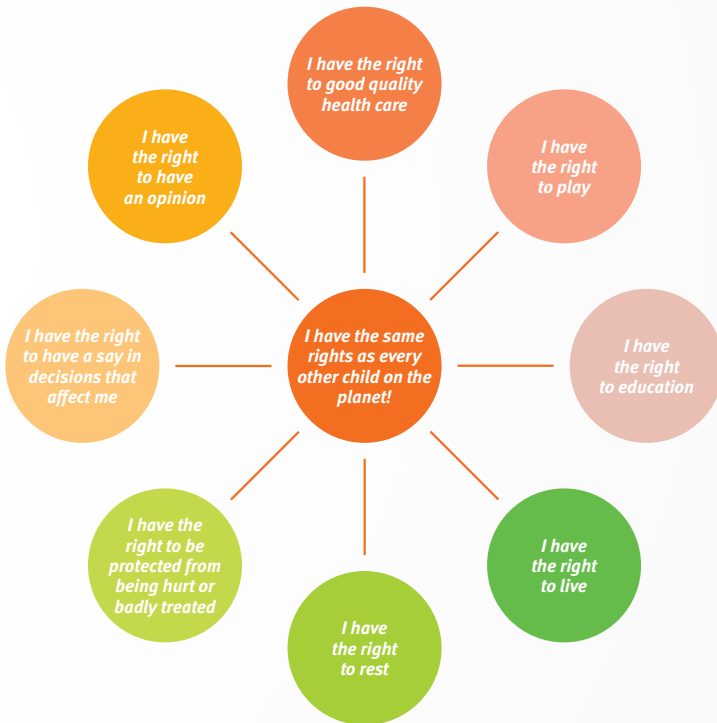 I have the right
to good quality
health care
I have
the right
to have
an opinion
I have
the right
to play
I have the right
to have a say in
decisions that
affect me
I have the same
rights as every
other child on the
planet!
I have
the right
to education
I have the
right to be
protected from
being hurt or
badly treated
I have
the right
to live
I have
the right
to rest